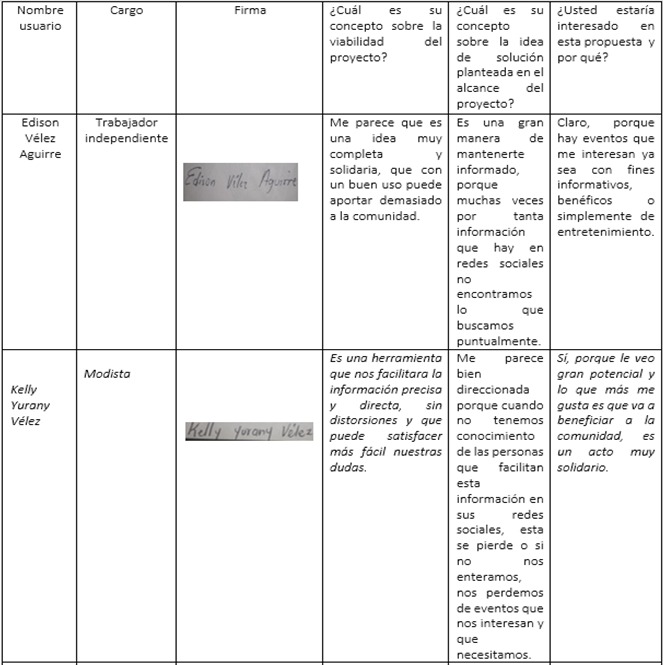 Nombre
usuario
Cargo
Firma
¿Cuál es su
concepto sobre la
viabilidad del
proyecto?
¿Cuál es su
concepto
sobre la idea
de solución
planteada en el
alcance del
proyecto?
¿Usted estaría
interesado en
esta propuesta y
por qué?
Edison
Vélez
Aguirre
Trabajador
independiente
Edison Vélez Aguirre
Me parece que es
una idea muy
completa y
solidaria, que con
un buen uso puede
aportar demasiado
a la comunidad.
Es una gran
manera de
mantenerte
informado,
porque
muchas veces
por tanta
información
que hay en
redes sociales
no
encontramos
lo que
buscamos
puntualmente.
Claro, porque
hay eventos que
me interesan ya
sea con fines
informativos,
benéficos o
simplemente de
entretenimiento.
Kelly
Yurany
Vélez
Modista
Kelly Yurany Vélez
Es una herramienta
que nos facilitara la
información precisa
y directa, sin
distorsiones y que
puede satisfacer
más fácil nuestras
dudas.
Me parece
bien
direccionada
porque cuando
no tenemos
conocimiento
de las personas
que facilitan
esta
información en
sus redes
sociales, esta
se pierde o si
no nos
enteramos,
nos perdemos
de eventos que
nos interesan y
que
necesitamos.
Sí, porque le veo
gran potencial y
lo que más me
gusta es que va a
beneficiar a la
comunidad, es
un acto muy
solidario.